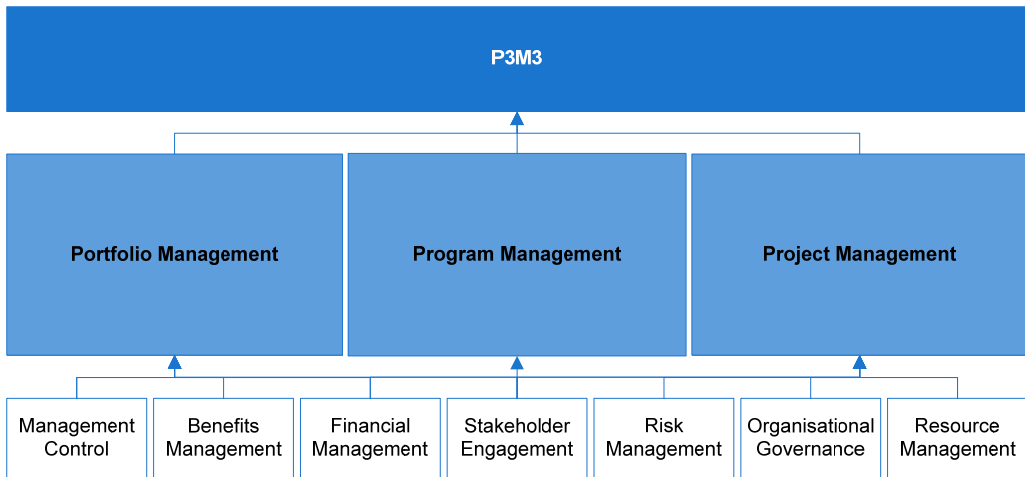 P3M3
Portfolio Management
Program Management
Project Management
Management
Control
Benefits
Management
Financial
Management
Stakeholder
Engagement
Risk
Management
Organisational
Governance
Resource
Management